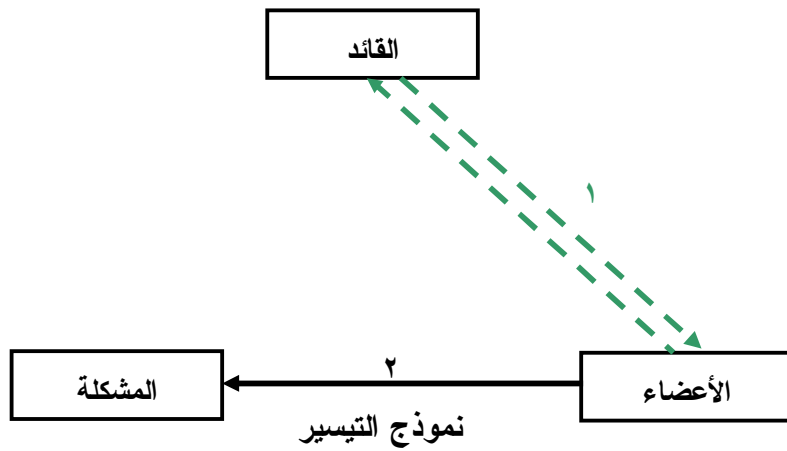 القائد
١
٢
الأعضاء
المشكلة
نموذج التيسير